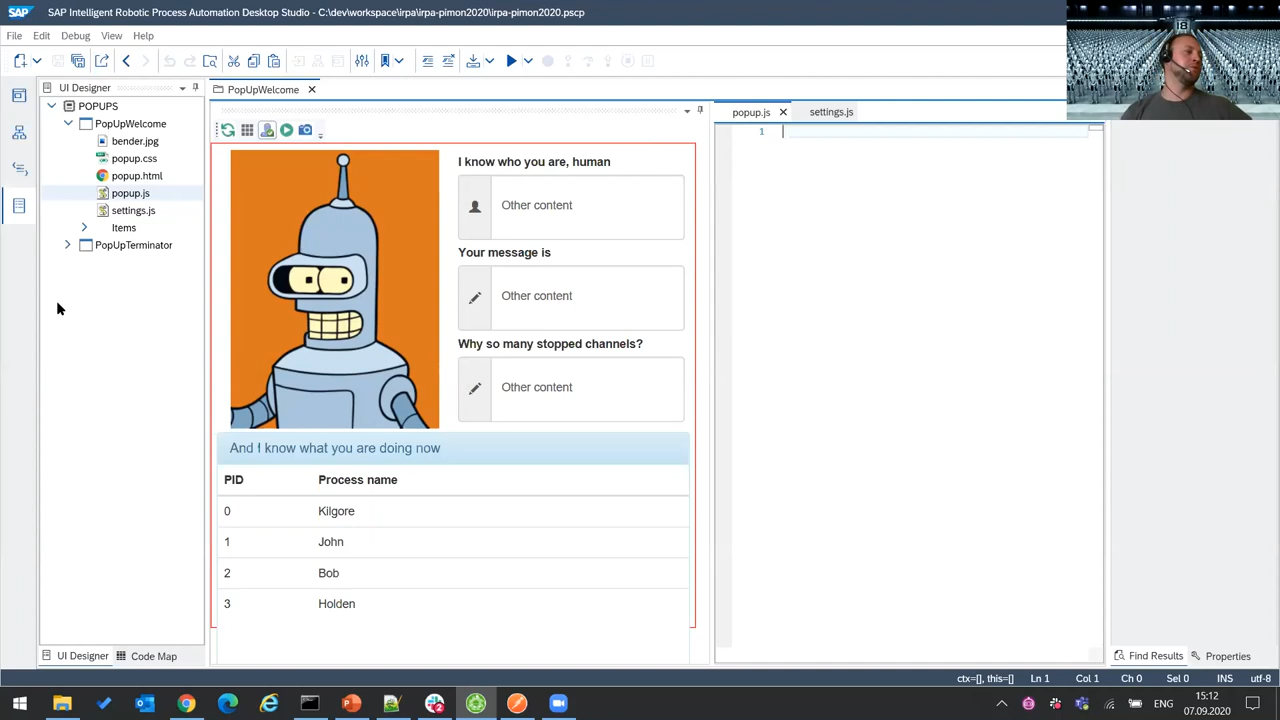 SAP SAP Intelligent Robotic Process Automation Desktop Studio - C:\dev\workspace\irpa\irpa-pimon2020\irpa-pimon2020.pscp
File Edit Debug View Help
UI Designer
POPUPS
PopUpWelcome
bender.jpg
popup.css
popup.html
popup.js
settings.js
Items
PopUpTerminator
UI Designer Code Map
PopUpWelcome
I know who you are, human
Other content
Your message is
Other content
Why so many stopped channels?
Other content
And I know what you are doing now
PID Process name
0 Kilgore
1 John
2 Bob
3 Holden
popup.js settings.js
1
Find Results Properties
ctx=[], this=[] Ln 1 Col 1 Ch 0 Sel 0 INS utf-8
ENG 15:12
07.09.2020